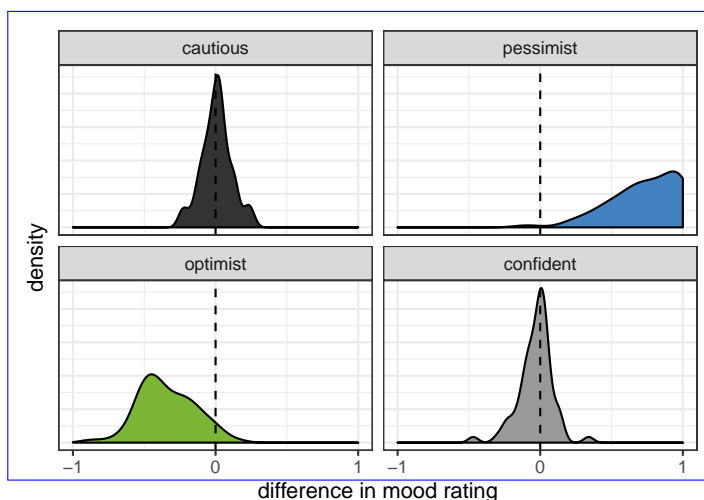 cautious
pessimist
optimist
confident
density
−1
0
1
−1
0
1
difference in mood rating